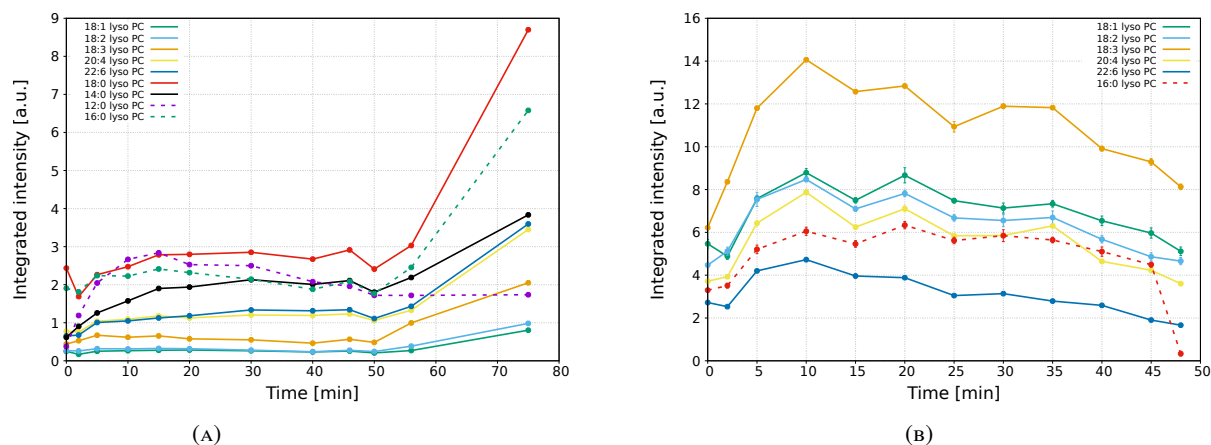 9
8
7
6
5
4
3
2
1
0
Integrated intensity [a.u.]
18:1 lyso PC
18:2 lyso PC
18:3 lyso PC
20:4 lyso PC
22:6 lyso PC
18:0 lyso PC
14:0 lyso PC
12:0 lyso PC
16:0 lyso PC
0 10 20 30 40 50 60 70 80
Time [min]
(A)
16
14
12
10
8
6
4
2
0
Integrated intensity [a.u.]
18:1 lyso PC
18:2 lyso PC
18:3 lyso PC
20:4 lyso PC
22:6 lyso PC
16:0 lyso PC
0 5 10 15 20 25 30 35 40 45 50
Time [min]
(B)